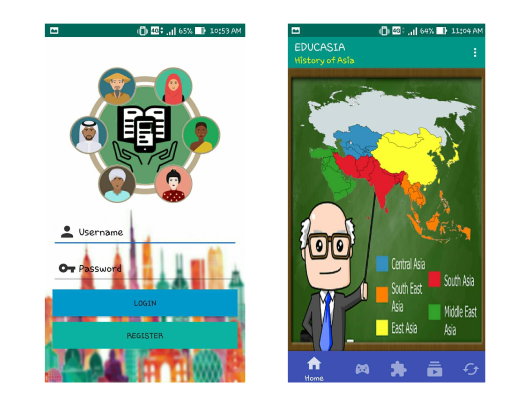 4G 65% 10:53 AM
Username
Password
LOGIN
REGISTER
4G 64% 11:04 AM
EDUCASIA
History of Asia
Central Asia
South East
Asia
East Asia
South Asia
Middle East
Asia
Home